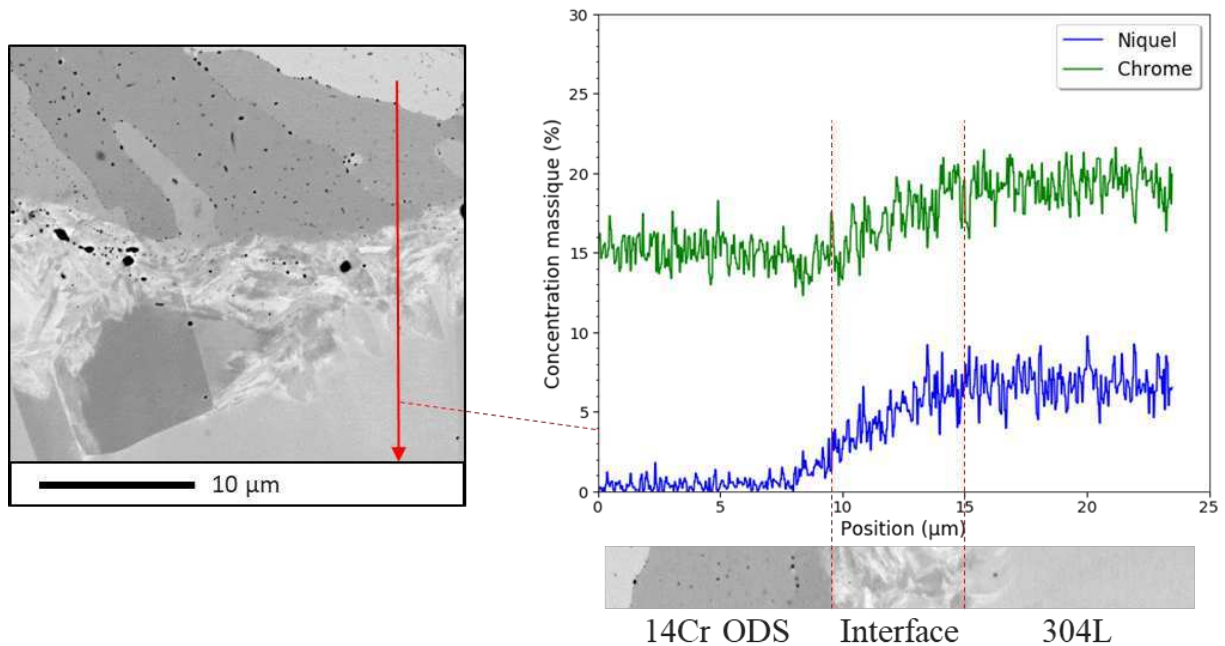 10 µm
Concentration massique (%)
30
25
20
15
10
5
0
Niquel
Chrome
0 5 10 15 20 25
Position (µm)
14Cr ODS Interface 304L